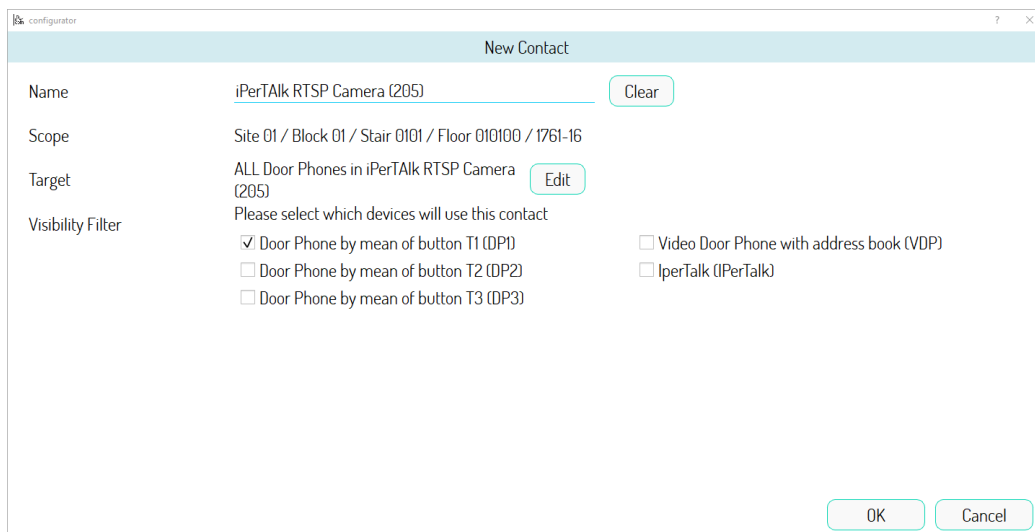 configurator
New Contact
Name
iPerTAlk RTSP Camera (205)
Clear
Scope
Site 01 / Block 01 / Stair 0101 / Floor 010100 / 1761-16
Target
ALL Door Phones in iPerTAlk RTSP Camera
(205)
Edit
Visibility Filter
Please select which devices will use this contact
Door Phone by mean of button T1 (DP1)
Video Door Phone with address book (VDP)
Door Phone by mean of button T2 (DP2)
IperTalk (IPerTalk)
Door Phone by mean of button T3 (DP3)
OK
Cancel